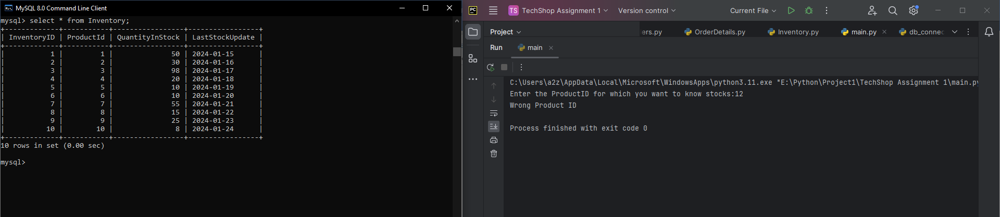 MySQL 8.0 Command Line Client
mysql> select * from Inventory;
+-------------+-----------+-----------------+-----------------+
| InventoryID | ProductId | QuantityInStock | LastStockUpdate |
+-------------+-----------+-----------------+-----------------+
| 1 | 1 | 50 | 2024-01-15 |
| 2 | 2 | 30 | 2024-01-16 |
| 3 | 3 | 98 | 2024-01-17 |
| 4 | 4 | 20 | 2024-01-18 |
| 5 | 5 | 10 | 2024-01-19 |
| 6 | 6 | 10 | 2024-01-20 |
| 7 | 7 | 55 | 2024-01-21 |
| 8 | 8 | 15 | 2024-01-22 |
| 9 | 9 | 25 | 2024-01-23 |
| 10 | 10 | 8 | 2024-01-24 |
+-------------+-----------+-----------------+-----------------+
10 rows in set (0.00 sec)
mysql>
PC TS TechShop Assignment 1 Version control Current File
Project ers.py OrderDetails.py Inventory.py main.py db_connec
Run main
C:\Users\a2z\AppData\Local\Microsoft\WindowsApps\python3.11.exe "E:\Python\Project1\TechShop Assignment 1\main.py
Enter the ProductID for which you want to know stocks:12
Wrong Product ID
Process finished with exit code 0